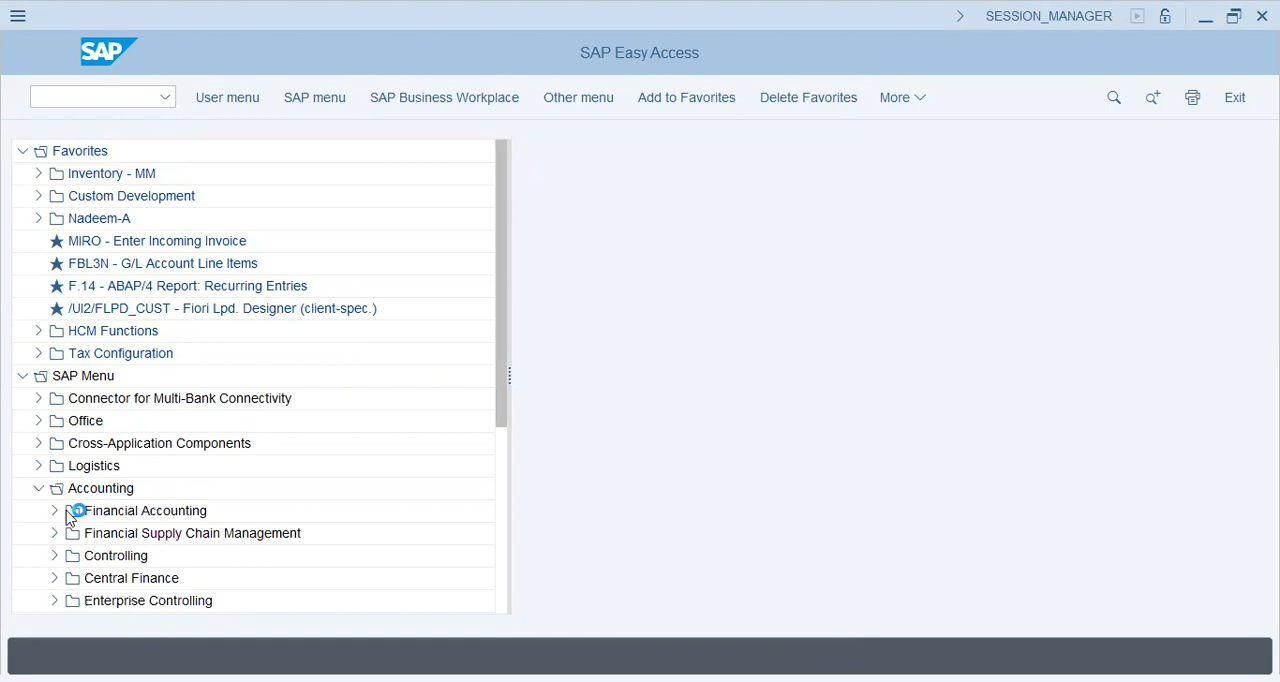 SESSION_MANAGER
SAP
SAP Easy Access
User menu
SAP menu
SAP Business Workplace
Other menu
Add to Favorites
Delete Favorites
More
Exit
Favorites
Inventory - MM
Custom Development
Nadeem-A
MIRO - Enter Incoming Invoice
FBL3N - G/L Account Line Items
F.14 - ABAP/4 Report: Recurring Entries
/UI2/FLPD_CUST - Fiori Lpd. Designer (client-spec.)
HCM Functions
Tax Configuration
SAP Menu
Connector for Multi-Bank Connectivity
Office
Cross-Application Components
Logistics
Accounting
Financial Accounting
Financial Supply Chain Management
Controlling
Central Finance
Enterprise Controlling